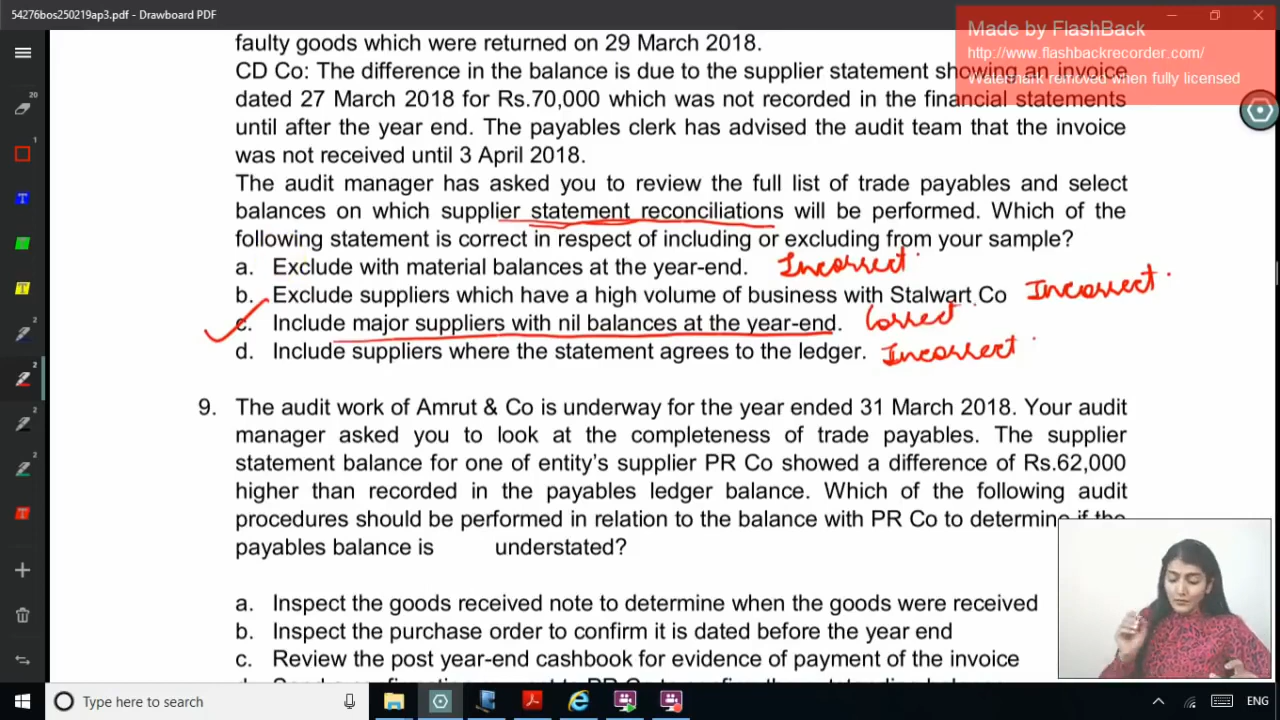 54276bos250219ap3.pdf - Drawboard PDF
Made by FlashBack
http://www.flashbackrecorder.com/
Watermark removed when fully licensed
faulty goods which were returned on 29 March 2018.
CD Co: The difference in the balance is due to the supplier statement showing an invoice
dated 27 March 2018 for Rs.70,000 which was not recorded in the financial statements
until after the year end. The payables clerk has advised the audit team that the invoice
was not received until 3 April 2018.
The audit manager has asked you to review the full list of trade payables and select
balances on which supplier statement reconciliations will be performed. Which of the
following statement is correct in respect of including or excluding from your sample?
a. Exclude with material balances at the year-end. Incorrect
b. Exclude suppliers which have a high volume of business with Stalwart Co Incorrect
c. Include major suppliers with nil balances at the year-end. Correct
d. Include suppliers where the statement agrees to the ledger. Incorrect
9. The audit work of Amrut & Co is underway for the year ended 31 March 2018. Your audit
manager asked you to look at the completeness of trade payables. The supplier
statement balance for one of entity's supplier PR Co showed a difference of Rs.62,000
higher than recorded in the payables ledger balance. Which of the following audit
procedures should be performed in relation to the balance with PR Co to determine if the
payables balance is understated?
a. Inspect the goods received note to determine when the goods were received
b. Inspect the purchase order to confirm it is dated before the year end
c. Review the post year-end cashbook for evidence of payment of the invoice
Type here to search
ENG